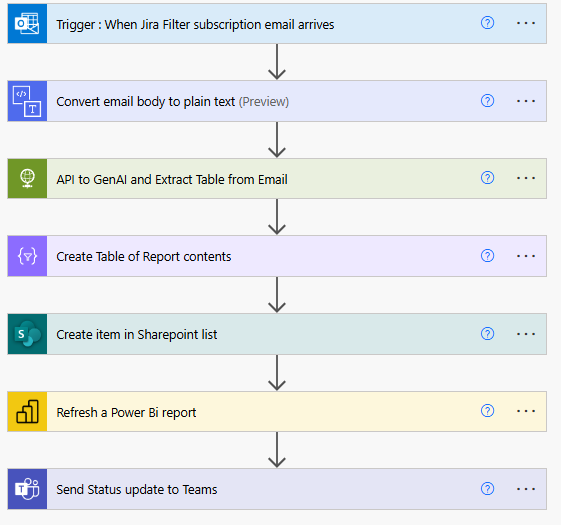 Trigger : When Jira Filter subscription email arrives
Convert email body to plain text (Preview)
API to GenAI and Extract Table from Email
Create Table of Report contents
Create item in Sharepoint list
Refresh a Power Bi report
Send Status update to Teams